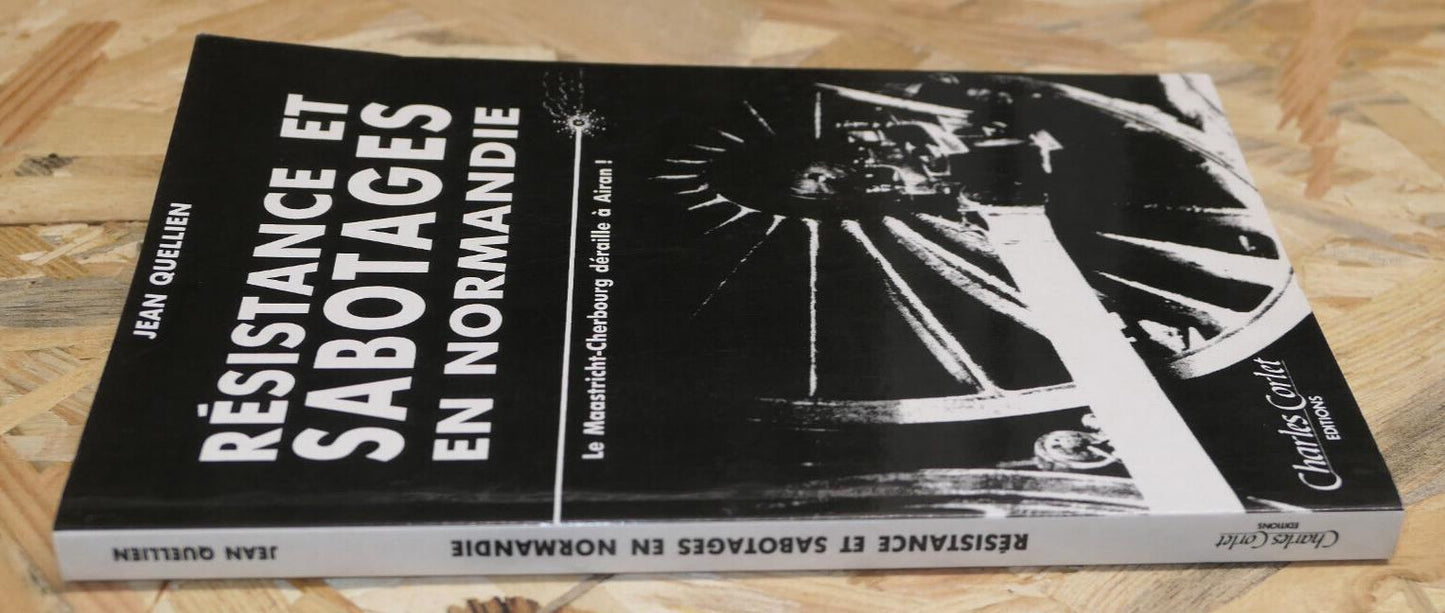 JEAN QUELLIEN
RÉSISTANCE ET
SABOTAGES
EN NORMANDIE
Le Maastricht-Cherbourg déraille à Airan !
Charles Corlet
EDITIONS
JEAN QUELLIEN
RÉSISTANCE ET SABOTAGES EN NORMANDIE
Charles Corlet
EDITIONS